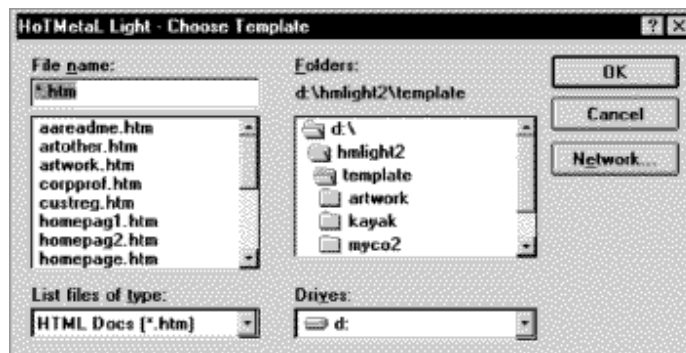 HoTMetaL Light - Choose Template
File name:
*.htm
aareadme.htm
artother.htm
artwork.htm
corpprof.htm
custreg.htm
homepag1.htm
homepag2.htm
homepage.htm
List files of type:
HTML Docs (*.htm)
Folders:
d:\hmlight2\template
d:\
hmlight2
template
artwork
kayak
myco2
Drives:
d:
OK
Cancel
Network...